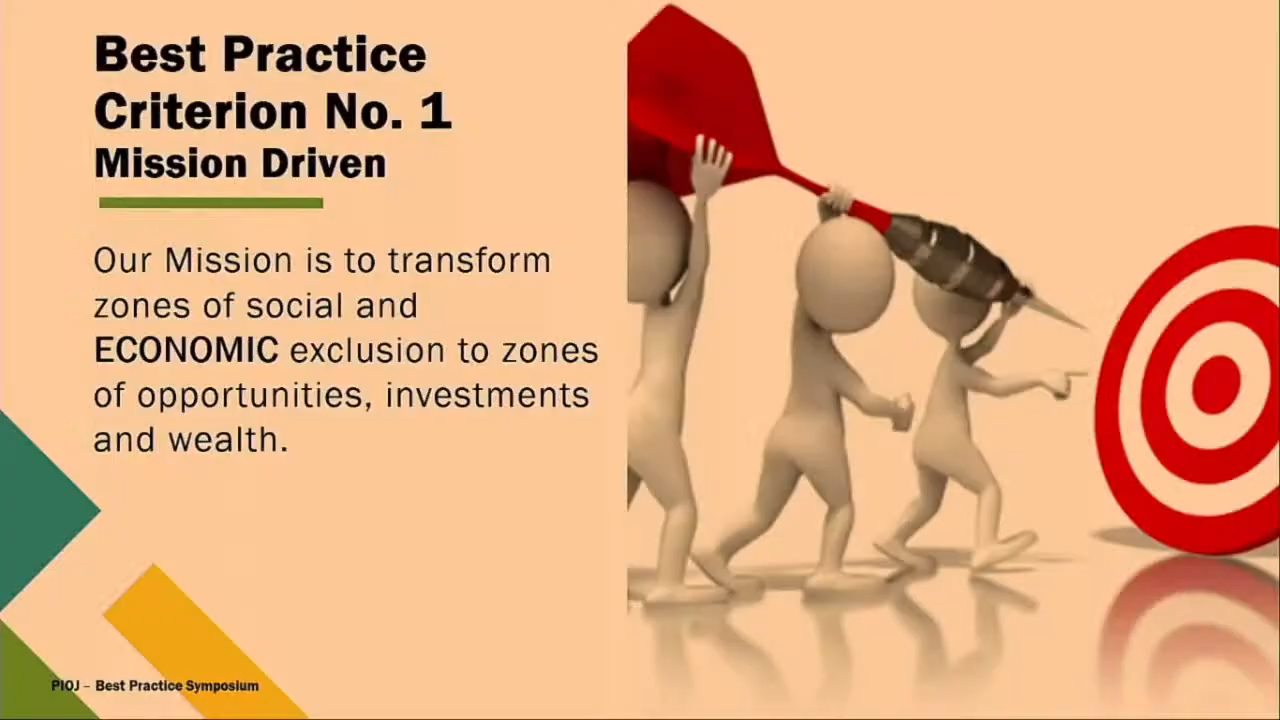 Best Practice
Criterion No. 1
Mission Driven
Our Mission is to transform
zones of social and
ECONOMIC exclusion to zones
of opportunities, investments
and wealth.
PIOJ – Best Practice Symposium